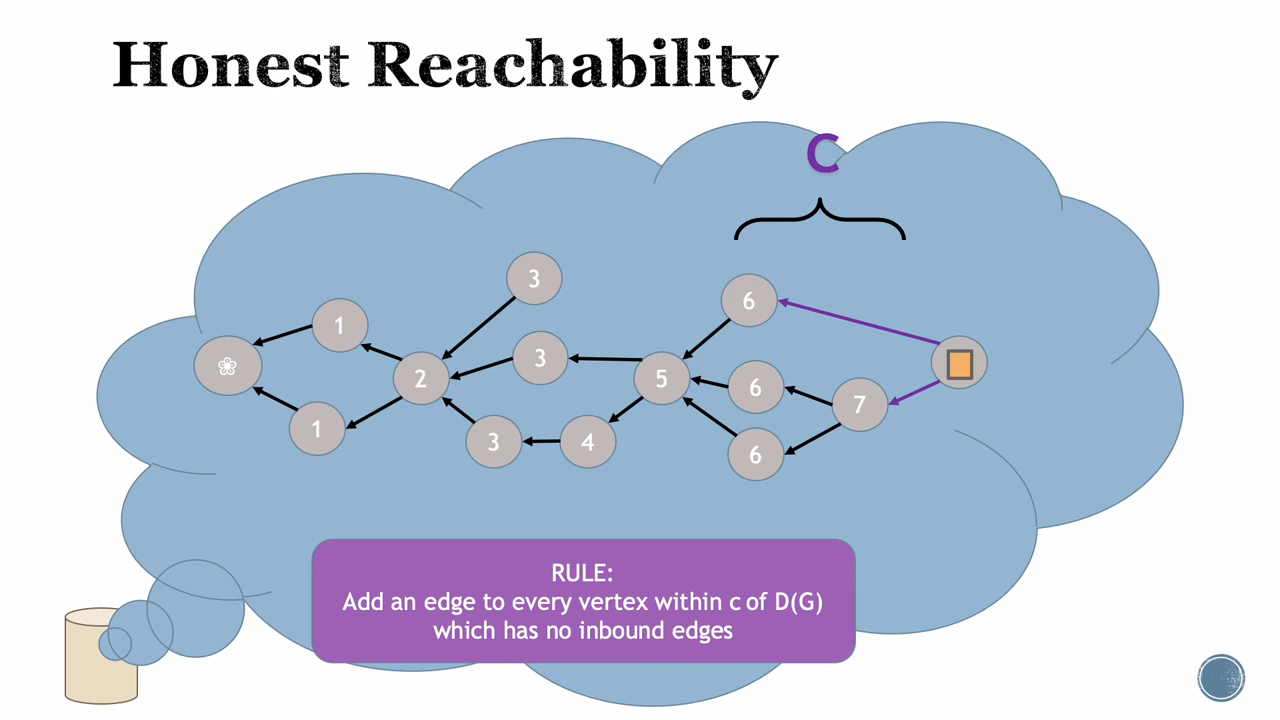 Honest Reachability
C
3
6
1
3
2
5
6
7
1
3
4
6
RULE:
Add an edge to every vertex within c of D(G)
which has no inbound edges